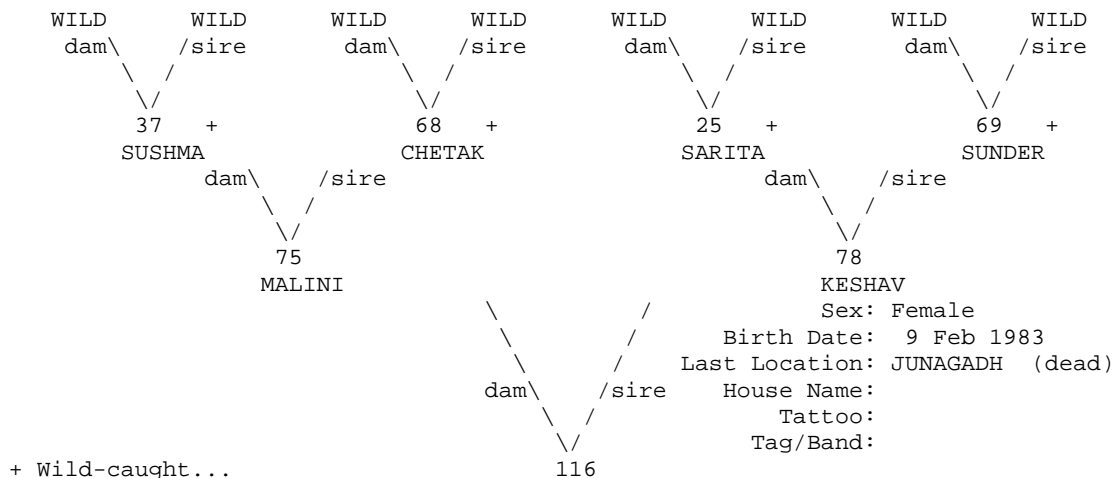 WILD WILD WILD WILD WILD WILD WILD WILD
dam\ /sire dam\ /sire dam\ /sire dam\ /sire
\ / \ / \ / \ /
\/ \/ \/ \/
37 + 68 + 25 + 69 +
SUSHMA CHETAK SARITA SUNDER
dam\ /sire dam\ /sire
\ / \ /
\/ \/
75 78
MALINI KESHAV
\ / Sex: Female
\ / Birth Date: 9 Feb 1983
\ / Last Location: JUNAGADH (dead)
dam\ /sire House Name:
\ / Tattoo:
\/ Tag/Band:
+ Wild-caught... 116